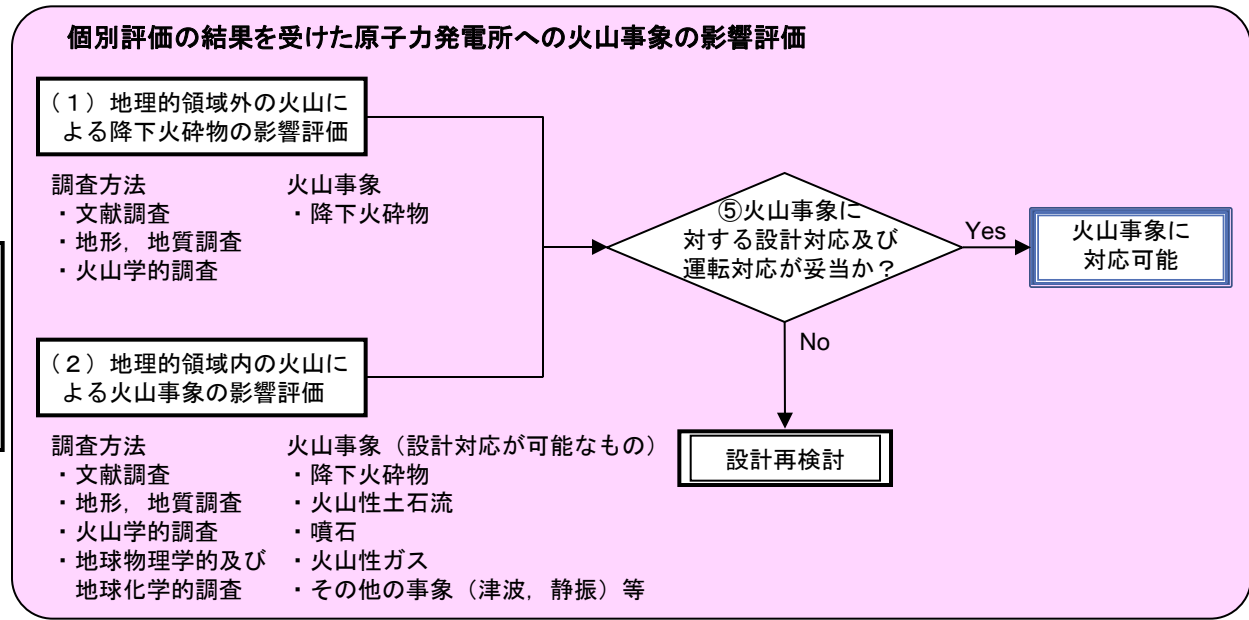 個別評価の結果を受けた原子力発電所への火山事象の影響評価
（１）地理的領域外の火山に
よる降下火砕物の影響評価
調査方法
・文献調査
・地形，地質調査
・火山学的調査
火山事象
・降下火砕物
（２）地理的領域内の火山に
よる火山事象の影響評価
調査方法
・文献調査
・地形，地質調査
・火山学的調査
・地球物理学的及び
地球化学的調査
火山事象（設計対応が可能なもの）
・降下火砕物
・火山性土石流
・噴石
・火山性ガス
・その他の事象（津波，静振）等
⑤火山事象に
対する設計対応及び
運転対応が妥当か？
Yes
火山事象に
対応可能
No
設計再検討